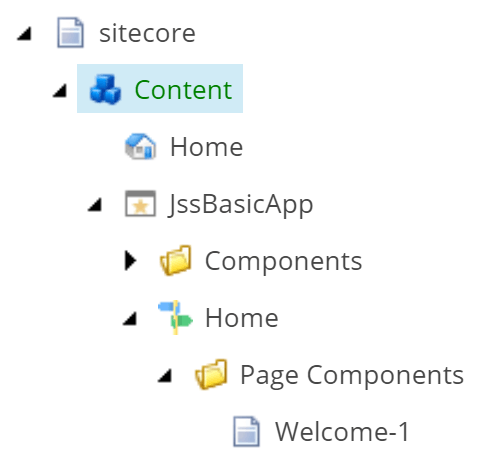 sitecore
Content
Home
JssBasicApp
Components
Home
Page Components
Welcome-1